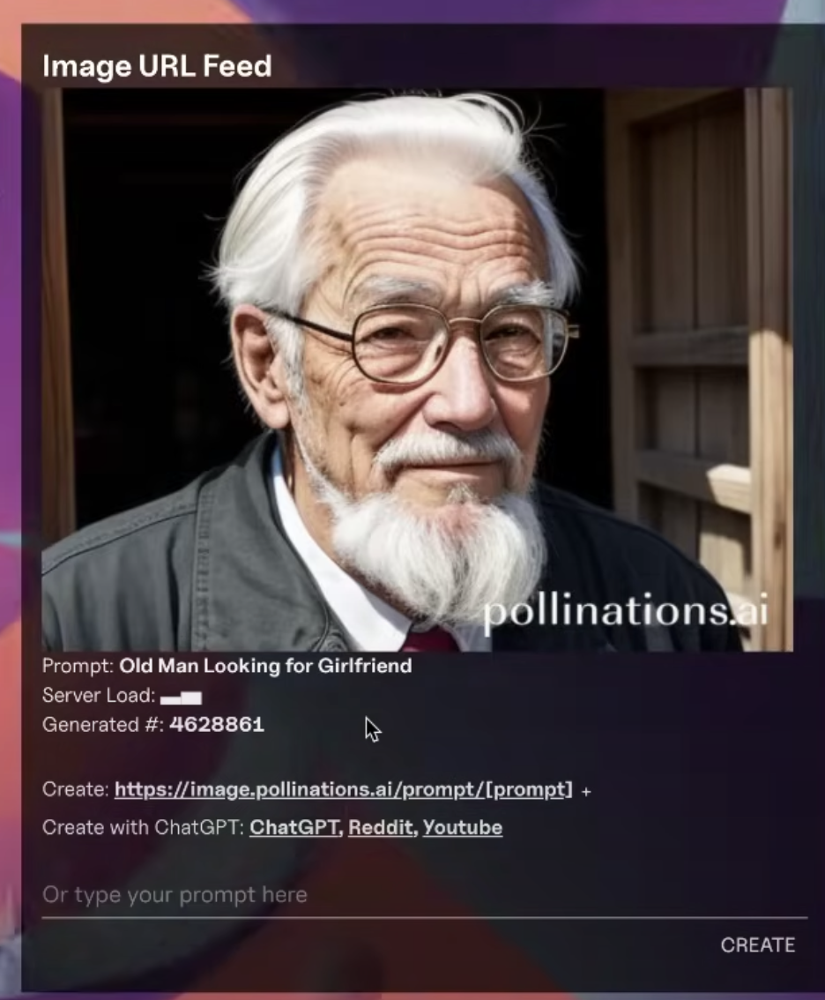 Image URL Feed
pollinations.ai
Prompt: Old Man Looking for Girlfriend
Server Load:
Generated #: 4628861
Create: https://image.pollinations.ai/prompt/[prompt] +
Create with ChatGPT: ChatGPT, Reddit, Youtube
Or type your prompt here
CREATE